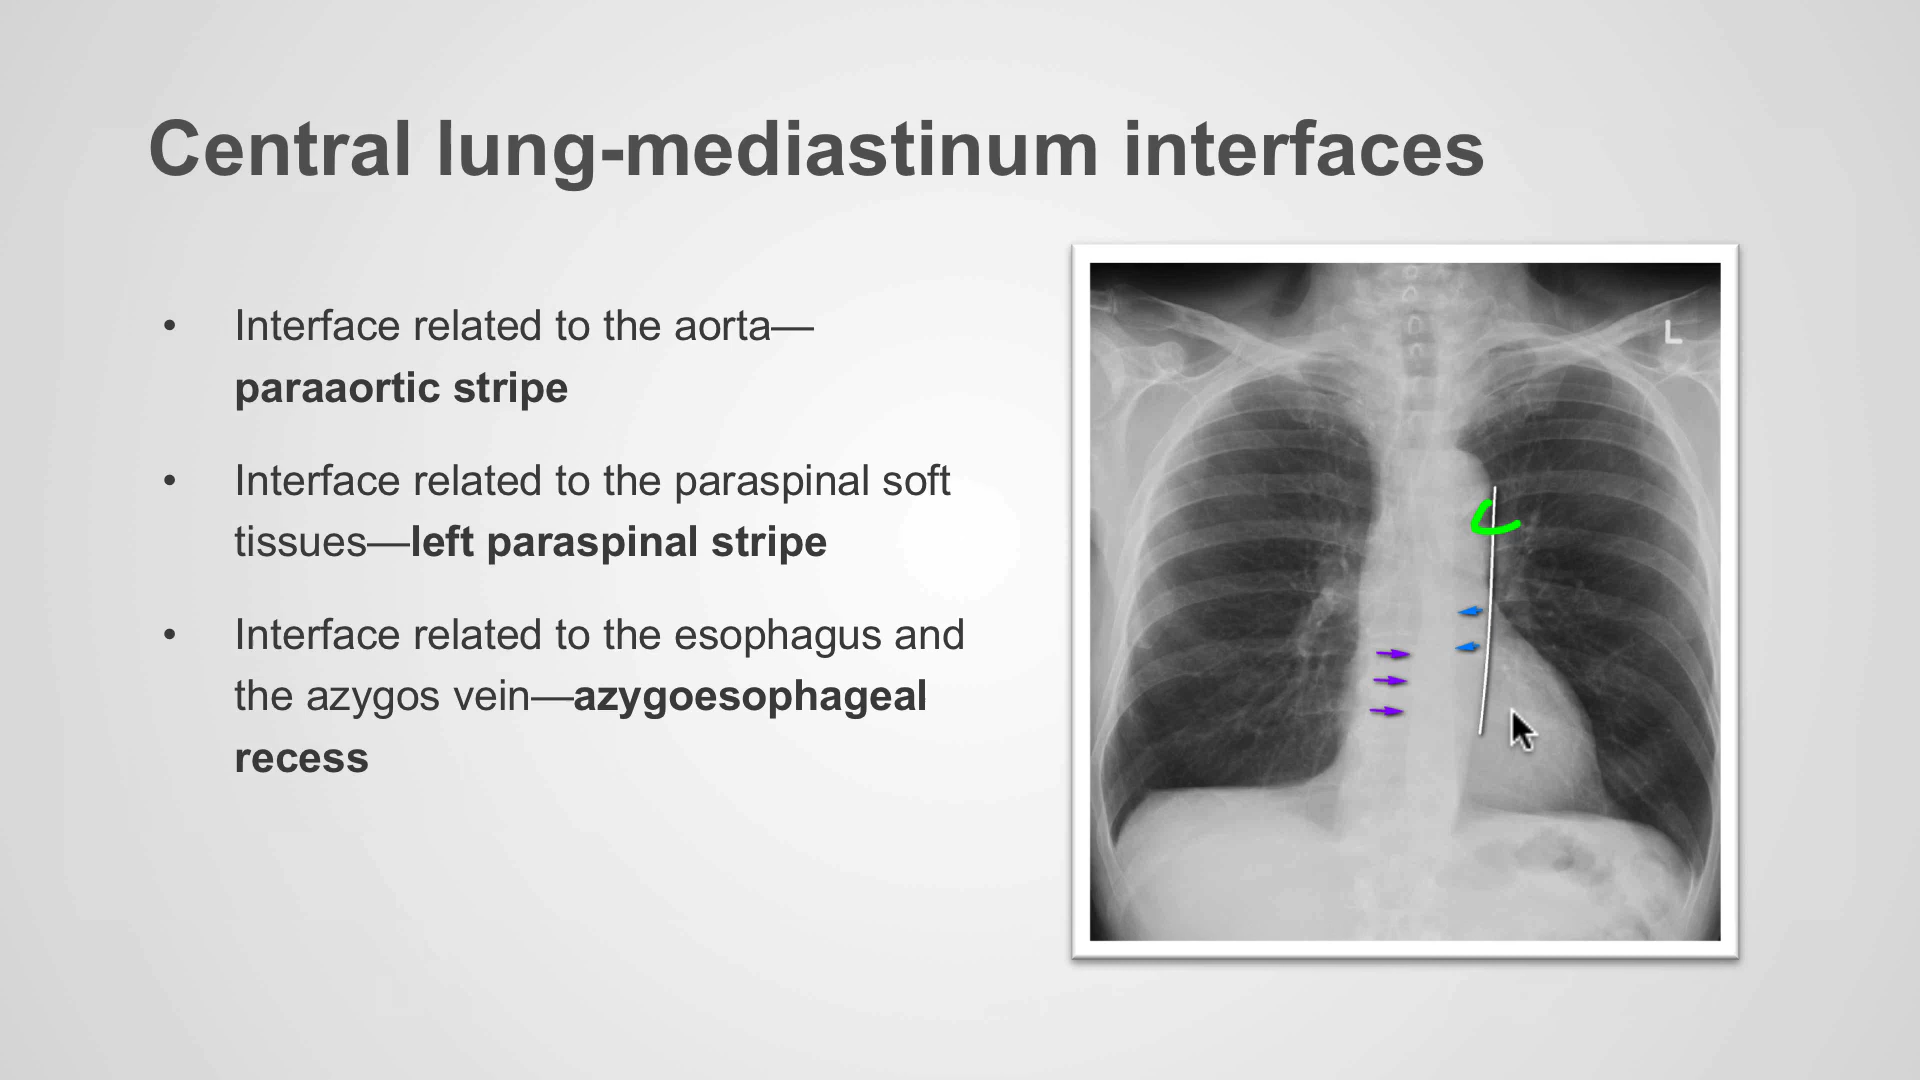 Central lung-mediastinum interfaces
• Interface related to the aorta—
paraaortic stripe
• Interface related to the paraspinal soft
tissues—left paraspinal stripe
• Interface related to the esophagus and
the azygos vein—azygoesophageal
recess
L